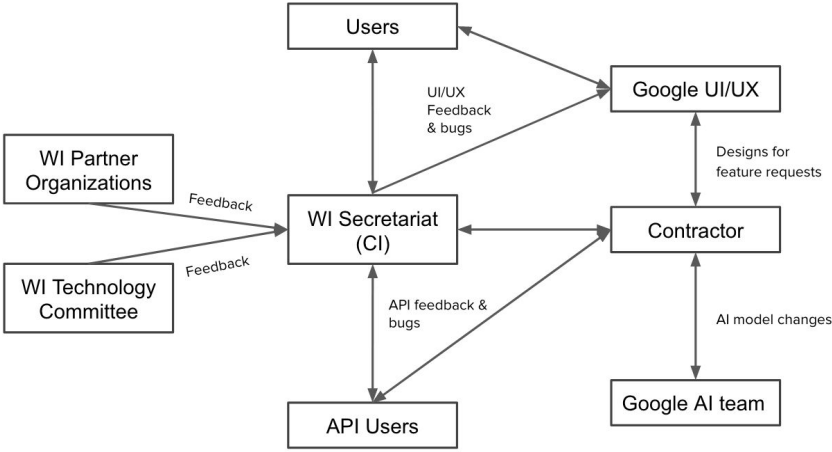 Users
UI/UX
Feedback
& bugs
Google UI/UX
WI Partner
Organizations
Feedback
Designs for
feature requests
WI Secretariat
(CI)
Contractor
WI Technology
Committee
Feedback
API feedback &
bugs
AI model changes
API Users
Google AI team